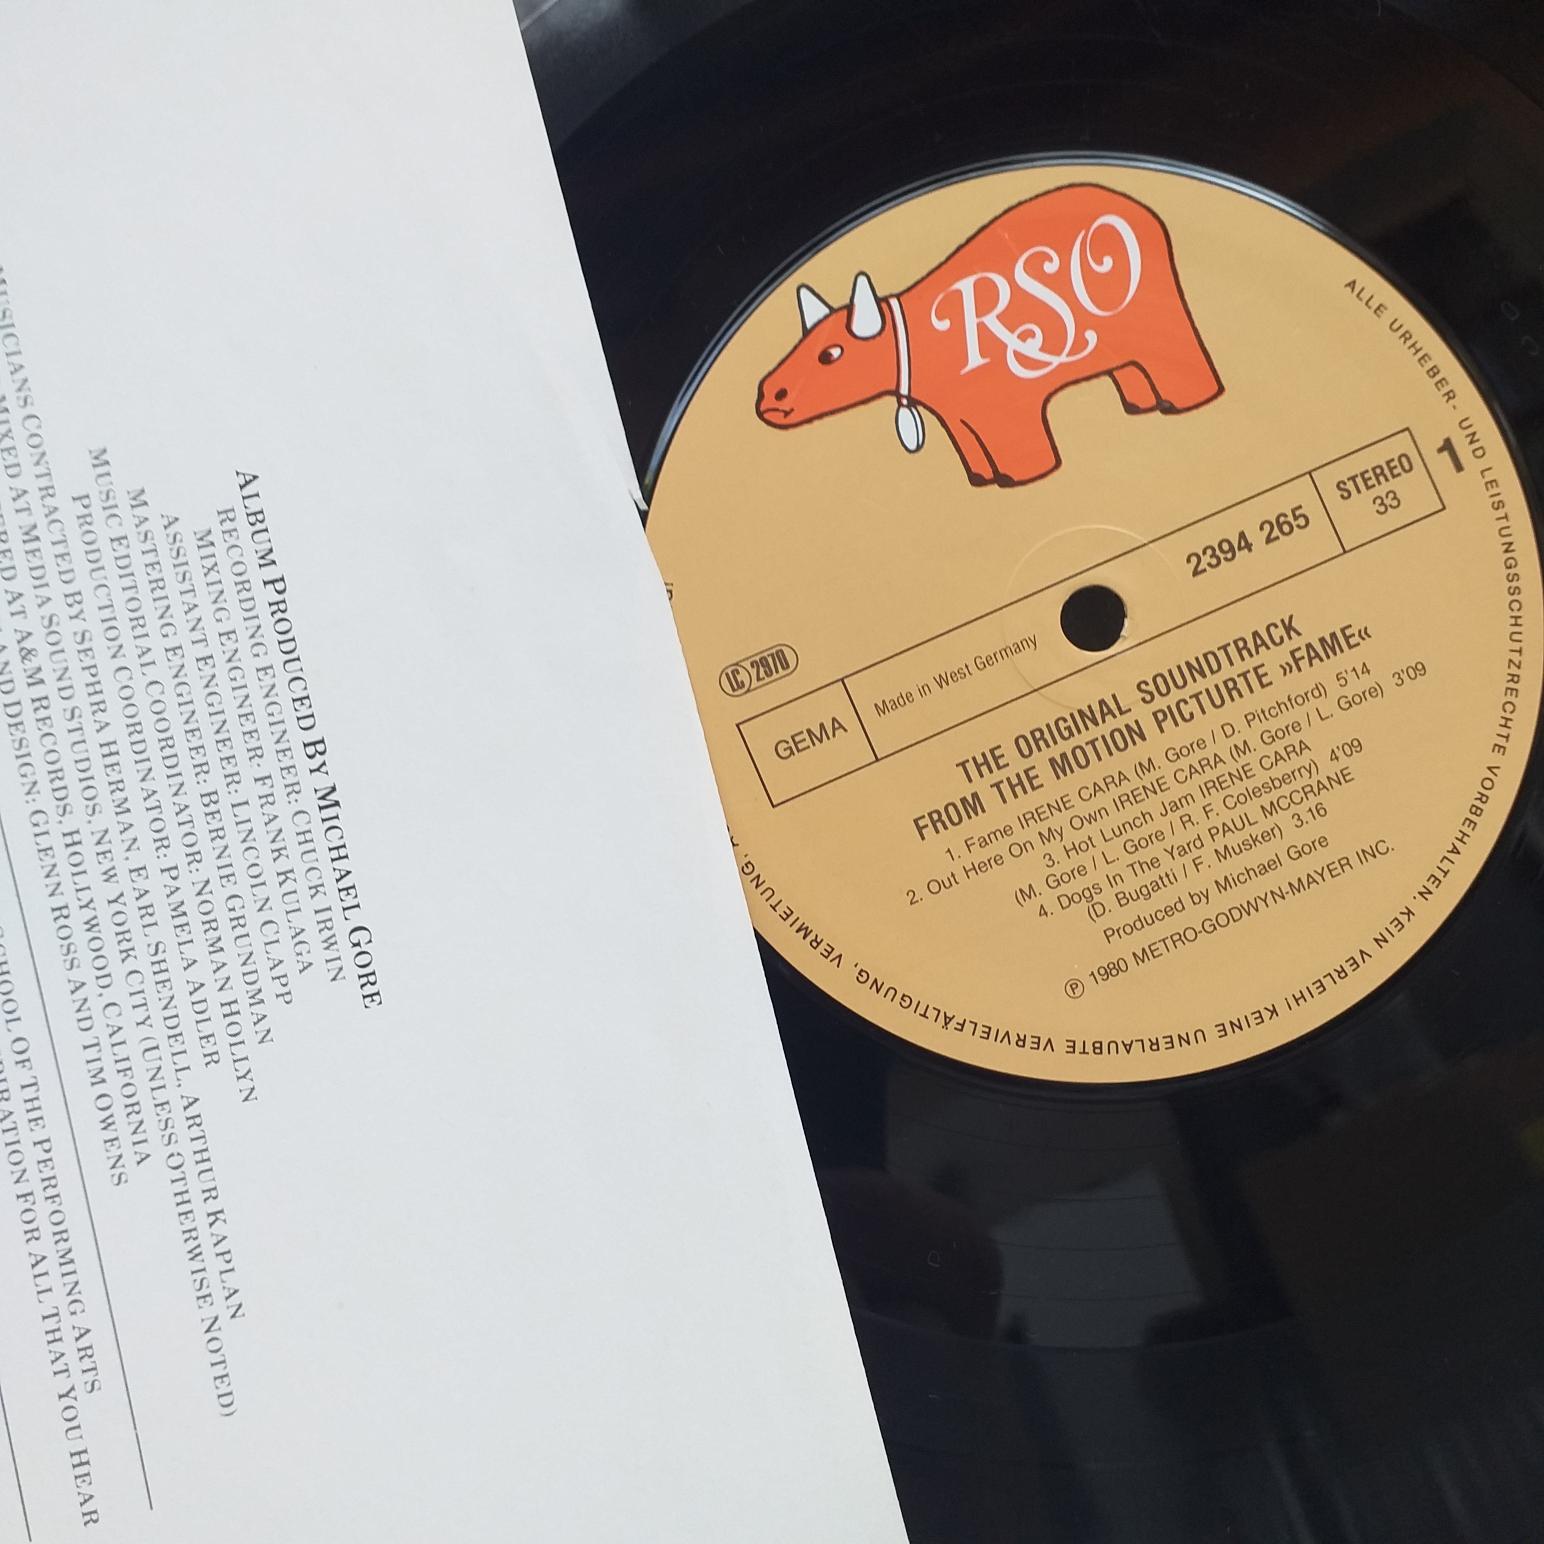 ALBUM PRODUCED BY MICHAEL GORE
RECORDING ENGINEER: CHUCK IRWIN
MIXING ENGINEER: FRANK KULAGA
ASSISTANT ENGINEER: LINCOLN CLAPP
MASTERING ENGINEER: BERNIE GRUNDMAN
MUSIC EDITORIAL COORDINATOR: NORMAN HOLLYN
PRODUCTION COORDINATOR: PAMELA ADLER
CONTRACTED BY SEPHRA HERMAN, EARL SHENDELL, ARTHUR KAPLAN
MUSICIANS
MIXED AT MEDIA SOUND STUDIOS, NEW YORK CITY (UNLESS OTHERWISE NOTED)
AT A&M RECORDS, HOLLYWOOD, CALIFORNIA
AND DESIGN: GLENN ROSS AND TIM OWENS
SCHOOL OF THE PERFORMING ARTS
FOR ALL THAT YOU HEAR
RSO
1
STEREO
33
2394 265
Made in West Germany
GEMA
LC 2970
THE ORIGINAL SOUNDTRACK
FROM THE MOTION PICTURTE »FAME«
1. Fame IRENE CARA (M. Gore / D. Pitchford) 5'14
2. Out Here On My Own IRENE CARA (M. Gore / L. Gore) 3'09
3. Hot Lunch Jam IRENE CARA
(M. Gore / L. Gore / R. F. Colesberry) 4'09
4. Dogs In The Yard PAUL MCCRANE
(D. Bugatti / F. Musker) 3.16
Produced by Michael Gore
℗ 1980 METRO-GODWYN-MAYER INC.
ALLE URHEBER- UND LEISTUNGSSCHUTZRECHTE VORBEHALTEN. KEIN VERLEIH! KEINE UNERLAUBTE VERVIELFÄLTIGUNG, VERMIETUNG,